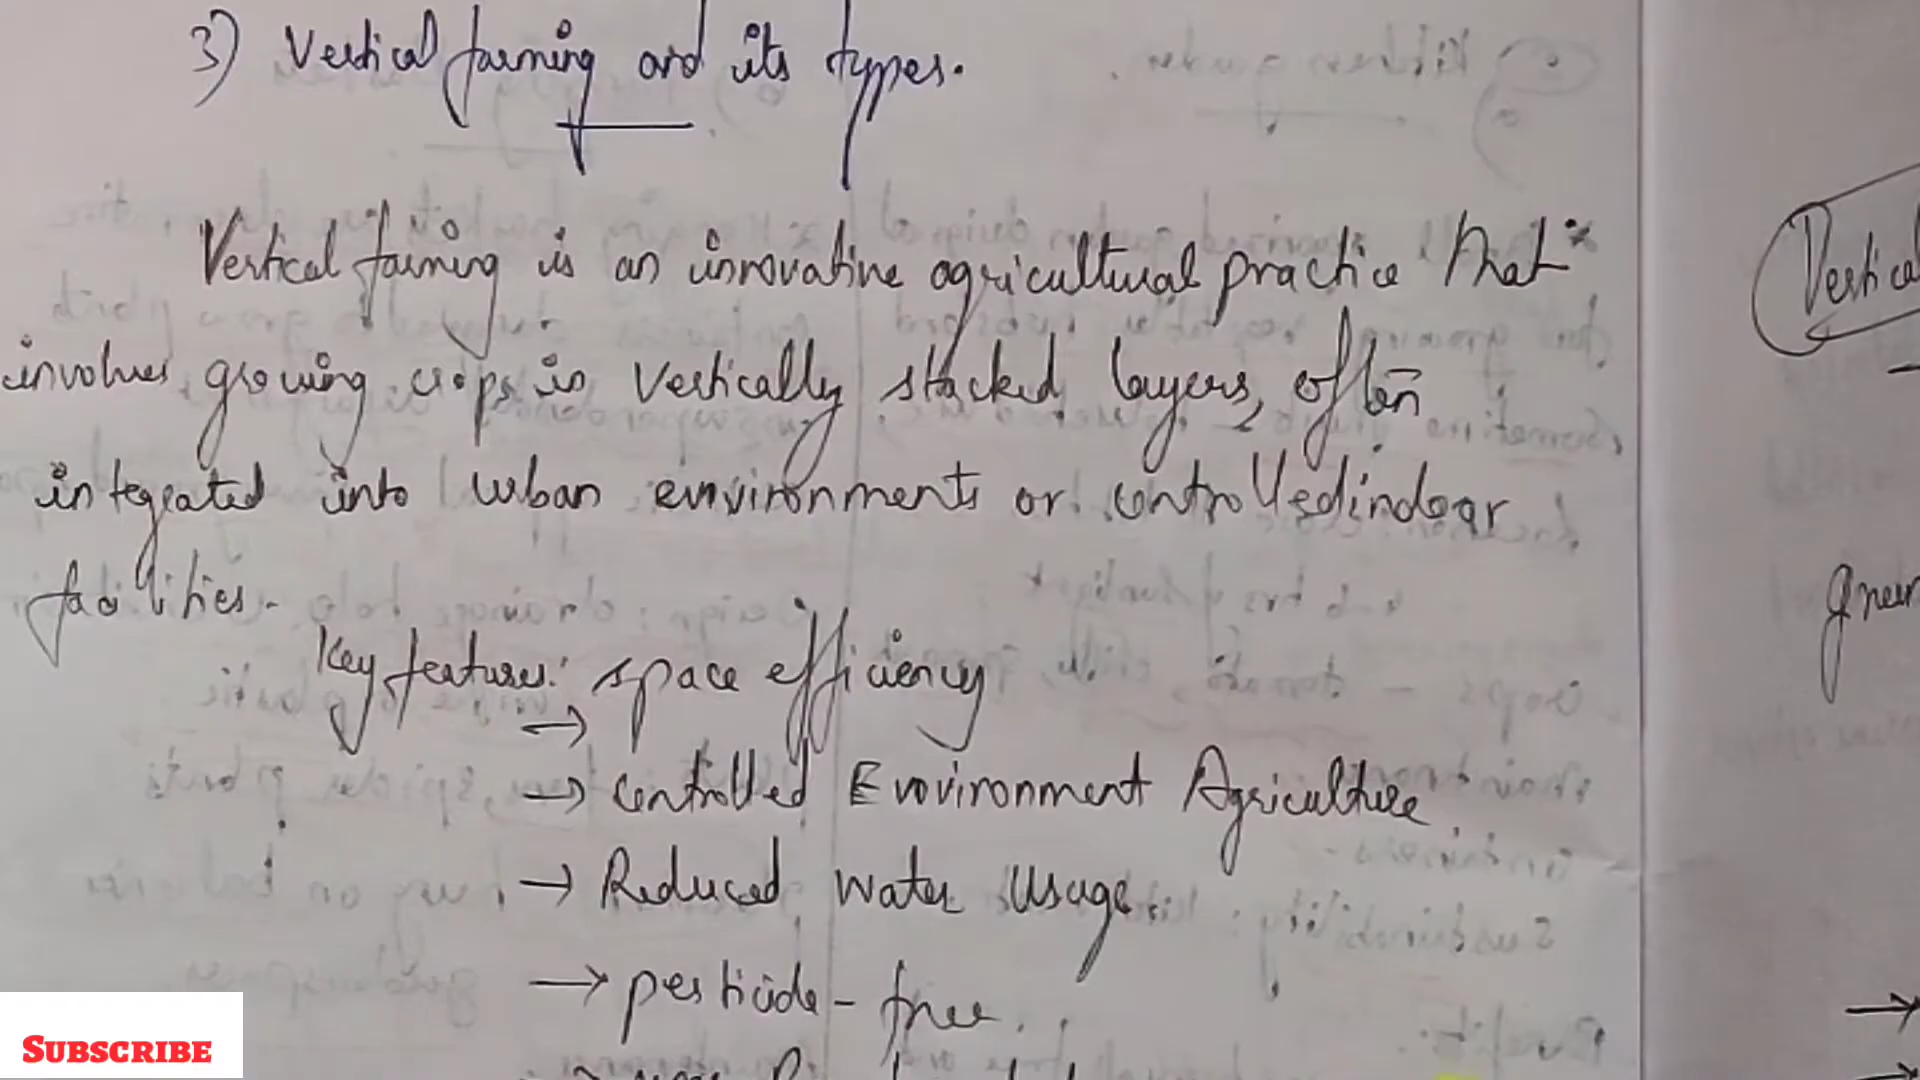 3) Vertical farming and its types.
Vertical farming is an innovative agricultural practice that
involves growing crops in vertically stacked layers, often
integrated into urban environments or controlled indoor
facilities.
Key features: space efficiency
→ controlled Evovironment Agriculture
→ Reduced Water Usage.
→ pesticide - free.
Vertical
SUBSCRIBE